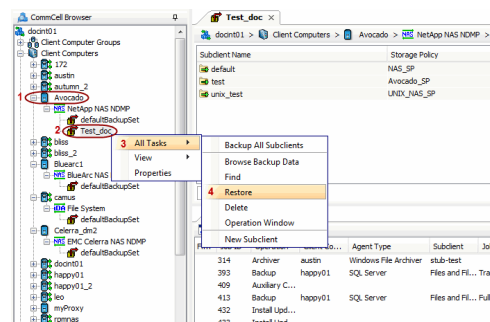 CommCell Browser
Test_doc
docint01
Client Computer Groups
Client Computers
172
austin
autumn_2
1 Avocado
NetApp NAS NDMP
defaultBackupSet
2 Test_doc
bliss
bliss_2
Bluearc1
BlueArc NAS
defaultBackupSet
camus
File System
defaultBackupSet
Celerra_dm2
EMC Celerra NAS NDMP
defaultBackupSet
docint01
happy01
happy01_2
leo
myProxy
rpmnas
docint01 > Client Computers > Avocado > NetApp NAS NDMP >
Subclient Name Storage Policy
default NAS_SP
test Avocado_SP
unix_test UNIX_NAS_SP
3 All Tasks
View
Properties
Backup All Subclients
Browse Backup Data
Find
4 Restore
Delete
Operation Window
New Subclient
Agent Type Subclient
314 Archiver austin Windows File Archiver stub-test
393 Backup happy01 SQL Server Files and Fil... Tra
409 Auxiliary C...
413 Backup happy01 SQL Server Files and Fil... Full
432 Install Upd...